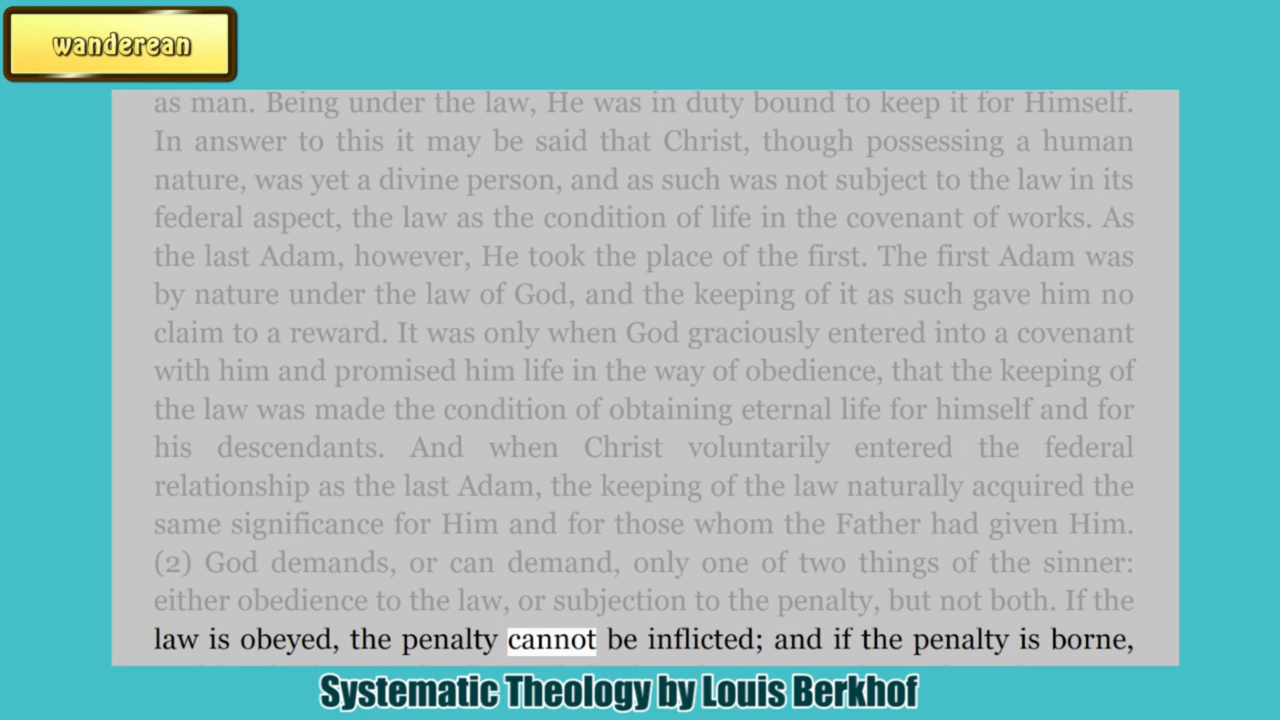 wanderean
as man. Being under the law, He was in duty bound to keep it for Himself.
In answer to this it may be said that Christ, though possessing a human
nature, was yet a divine person, and as such was not subject to the law in its
federal aspect, the law as the condition of life in the covenant of works. As
the last Adam, however, He took the place of the first. The first Adam was
by nature under the law of God, and the keeping of it as such gave him no
claim to a reward. It was only when God graciously entered into a covenant
with him and promised him life in the way of obedience, that the keeping of
the law was made the condition of obtaining eternal life for himself and for
his descendants. And when Christ voluntarily entered the federal
relationship as the last Adam, the keeping of the law naturally acquired the
same significance for Him and for those whom the Father had given Him.
(2) God demands, or can demand, only one of two things of the sinner:
either obedience to the law, or subjection to the penalty, but not both. If the
law is obeyed, the penalty cannot be inflicted; and if the penalty is borne,
Systematic Theology by Louis Berkhof